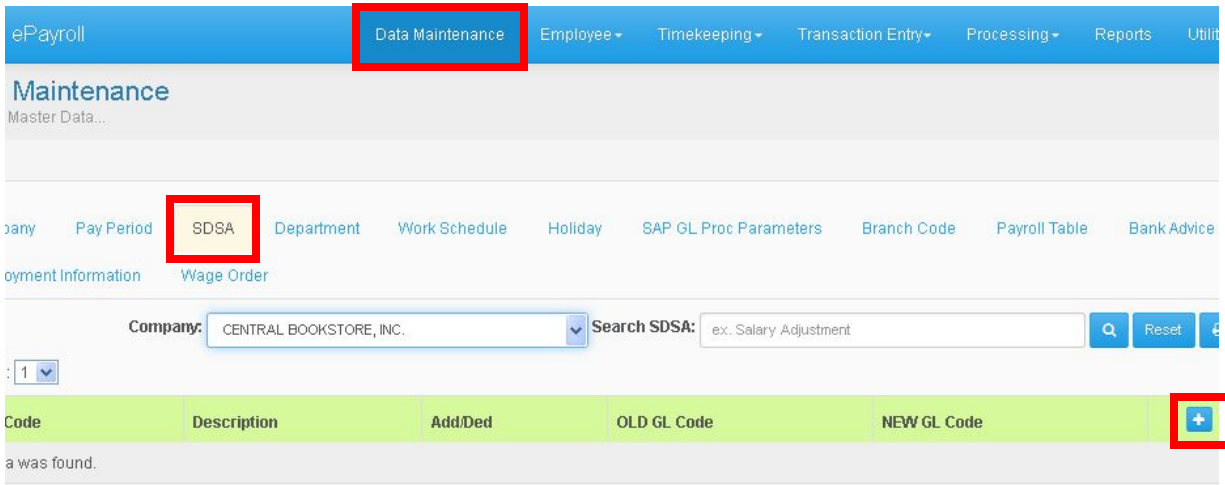 ePayroll Data Maintenance Employee Timekeeping Transaction Entry Processing Reports Utilit
Maintenance
Master Data...
pany Pay Period SDSA Department Work Schedule Holiday SAP GL Proc Parameters Branch Code Payroll Table Bank Advice
oyment Information Wage Order
Company: CENTRAL BOOKSTORE, INC. Search SDSA: ex. Salary Adjustment Reset
: 1
Code Description Add/Ded OLD GL Code NEW GL Code
a was found.